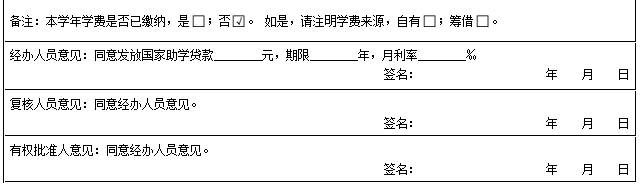 备注：本学年学费是否已缴纳，是□；否☑。 如是，请注明学费来源，自有□；筹借□。
经办人员意见：同意发放国家助学贷款_______元，期限_______年，月利率_______‰
签名： 年 月 日
复核人员意见：同意经办人员意见。
签名： 年 月 日
有权批准人意见：同意经办人员意见。
签名： 年 月 日